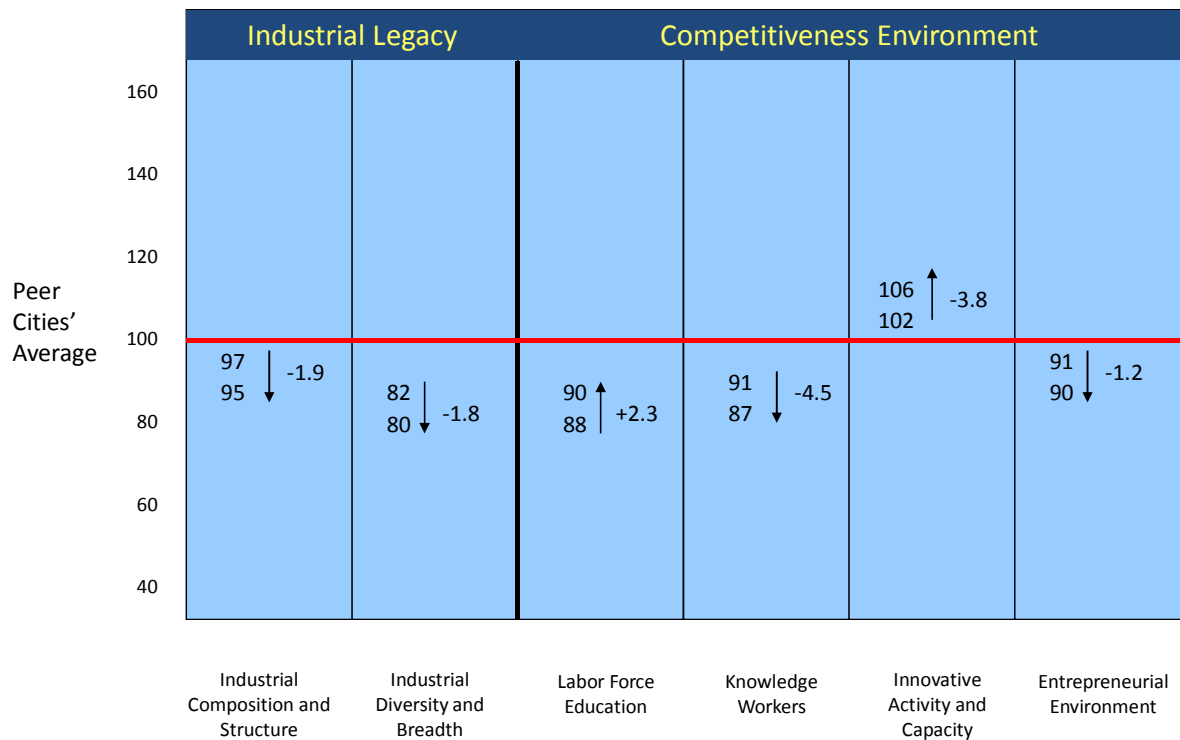 Industrial Legacy
Competitiveness Environment
160
140
120
100
80
60
40
Peer
Cities’
Average
97
95
-1.9
82
80
-1.8
90
88
+2.3
91
87
-4.5
106
102
-3.8
91
90
-1.2
Industrial
Composition and
Structure
Industrial
Diversity and
Breadth
Labor Force
Education
Knowledge
Workers
Innovative
Activity and
Capacity
Entrepreneurial
Environment